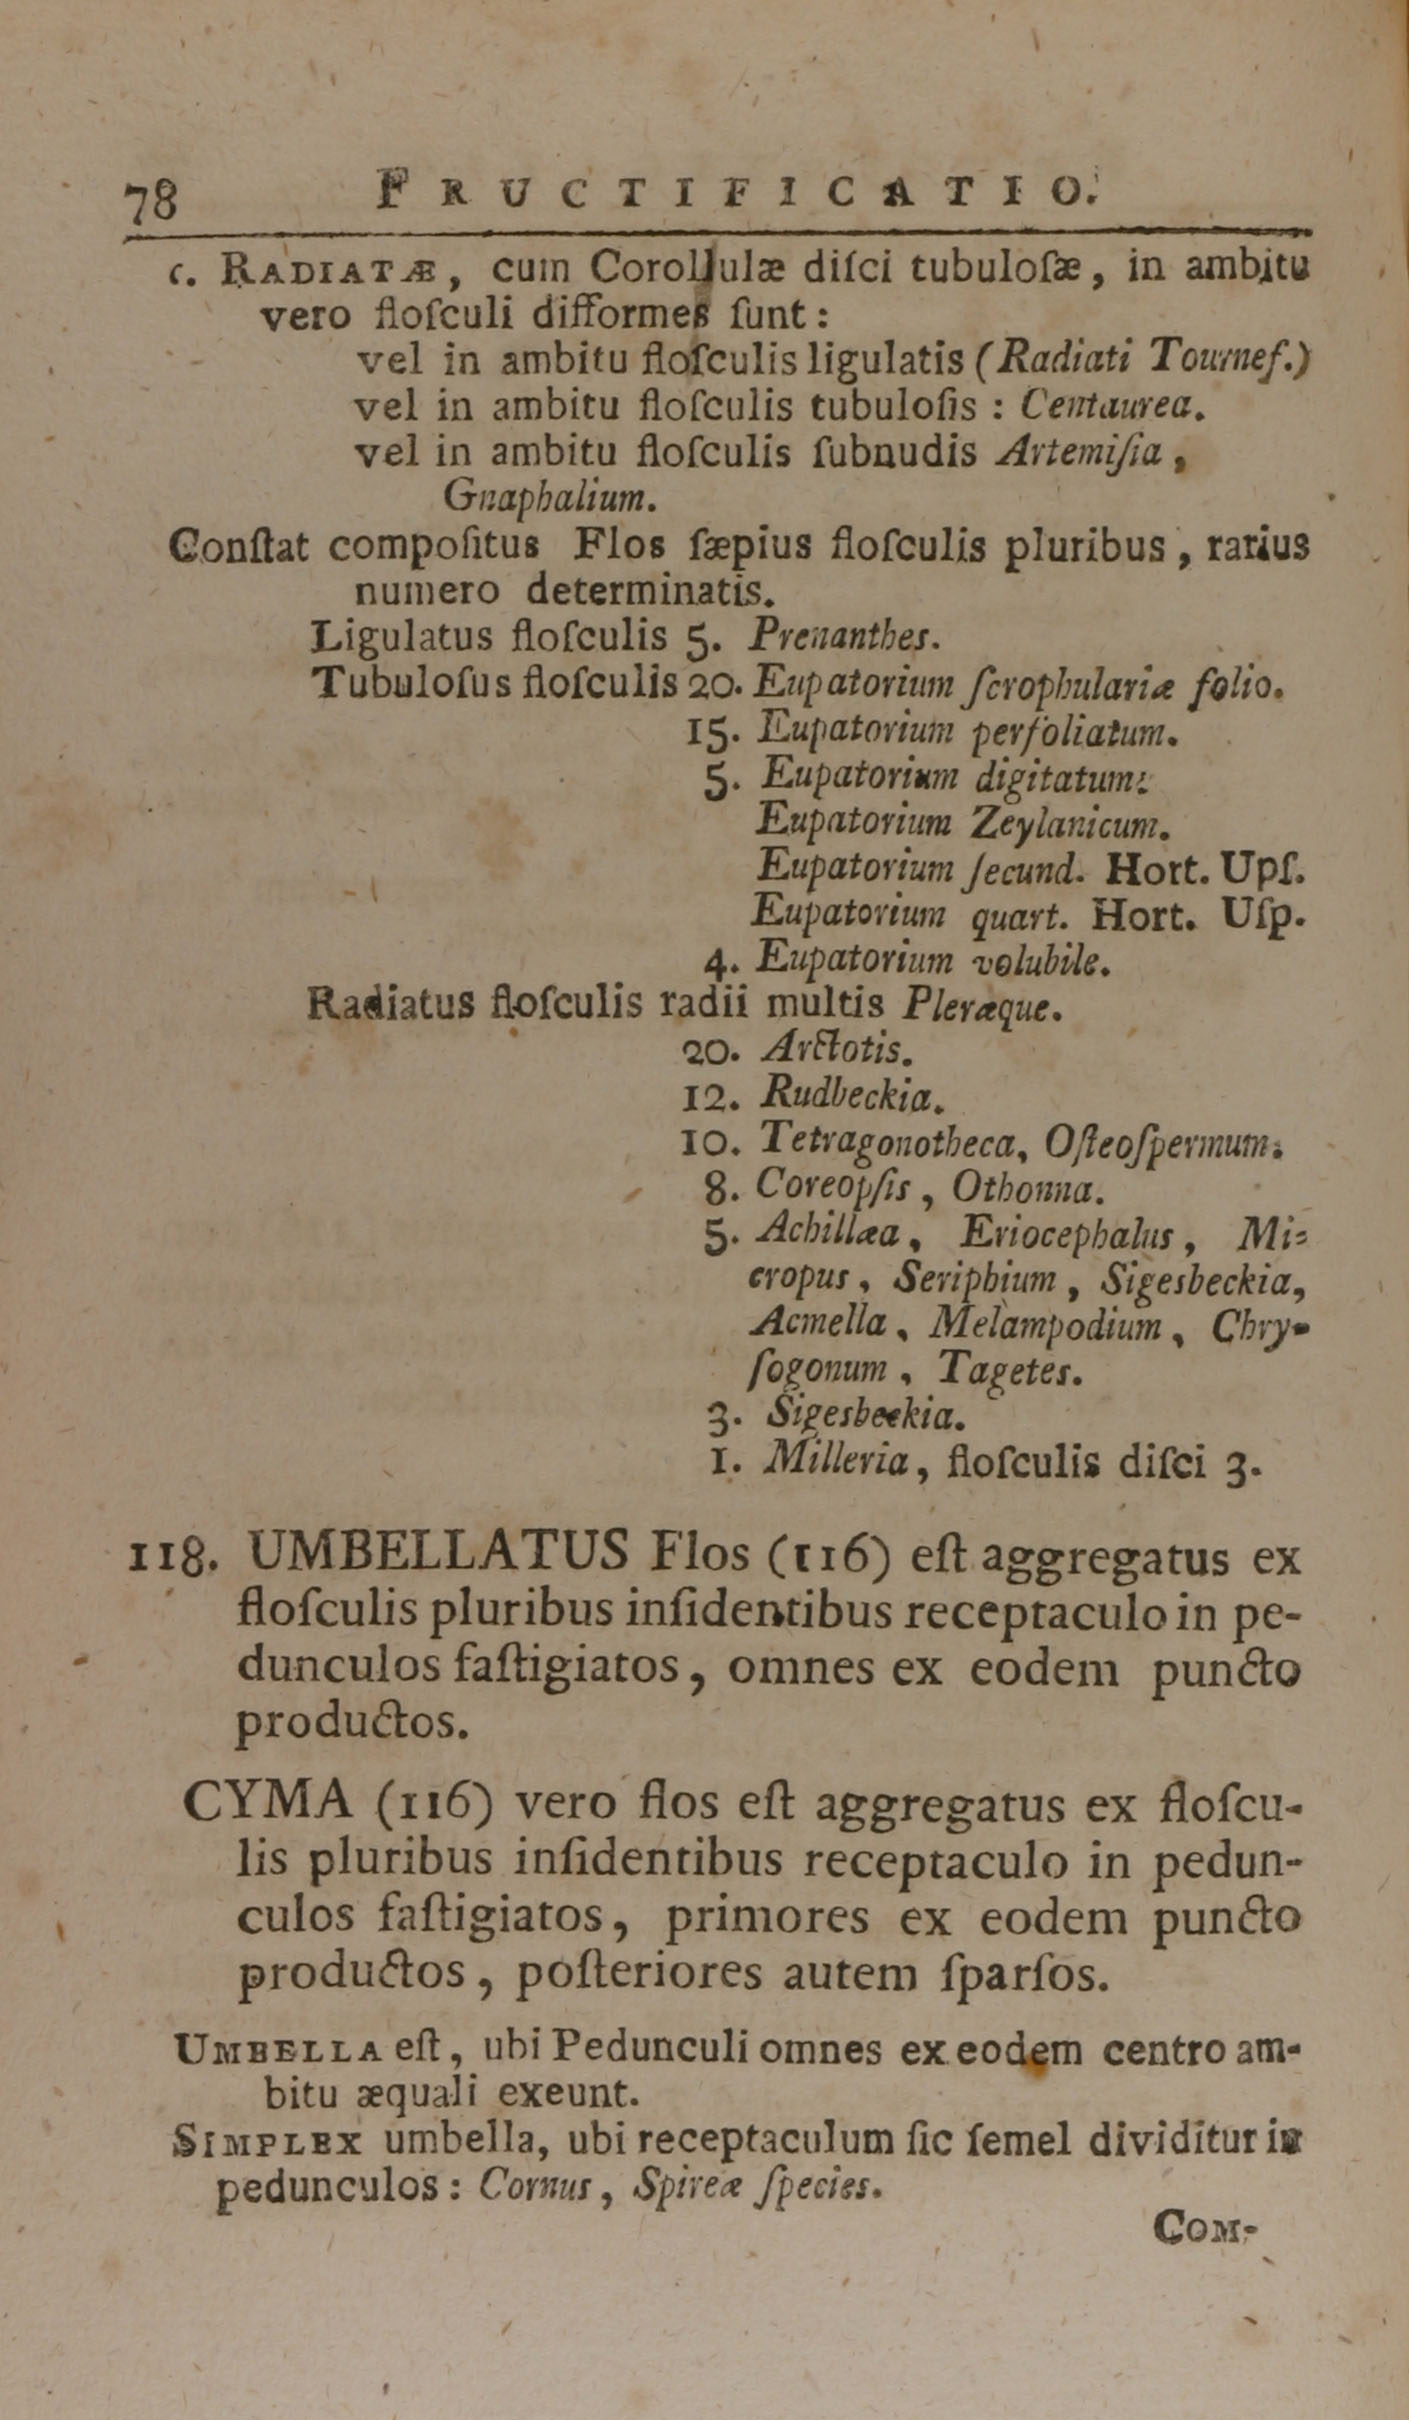 78 FRUCTIFICATIO.
c. RADIATÆ, cum Corollulæ diſci tubuloſæ, in ambitu
vero floſculi difformes ſunt:
vel in ambitu floſculis ligulatis (Radiati Tournef.)
vel in ambitu floſculis tubuloſis: Centaurea.
vel in ambitu floſculis ſubnudis Artemiſia,
Gnaphalium.
Conſtat compoſitus Flos ſæpius floſculis pluribus, rarius
numero determinatis.
Ligulatus floſculis 5. Prenanthes.
Tubuloſus floſculis 20. Eupatorium ſcrophulariæ folio.
15. Eupatorium perfoliatum.
5. Eupatorium digitatum.
Eupatorium Zeylanicum.
Eupatorium ſecund. Hort. Upſ.
Eupatorium quart. Hort. Uſp.
4. Eupatorium volubile.
Radiatus floſculis radii multis Pleræque.
20. Arctotis.
12. Rudbeckia.
10. Tetragonotheca, Oſteoſpermum.
8. Coreopſis, Othonna.
5. Achillæa, Eriocephalus, Mi-
cropus, Seriphium, Sigesbeckia,
Acmella, Melampodium, Chry-
ſogonum, Tagetes.
3. Sigesbeckia.
1. Milleria, floſculis diſci 3.
118. UMBELLATUS Flos (116) eſt aggregatus ex
floſculis pluribus inſidentibus receptaculo in pe-
dunculos faſtigiatos, omnes ex eodem puncto
productos.
CYMA (116) vero flos eſt aggregatus ex floſcu-
lis pluribus inſidentibus receptaculo in pedun-
culos faſtigiatos, primores ex eodem puncto
productos, poſteriores autem ſparſos.
UMBELLA eſt, ubi Pedunculi omnes ex eodem centro am-
bitu æquali exeunt.
SIMPLEX umbella, ubi receptaculum ſic ſemel dividitur in
pedunculos: Cornus, Spireæ ſpecies.
COM-